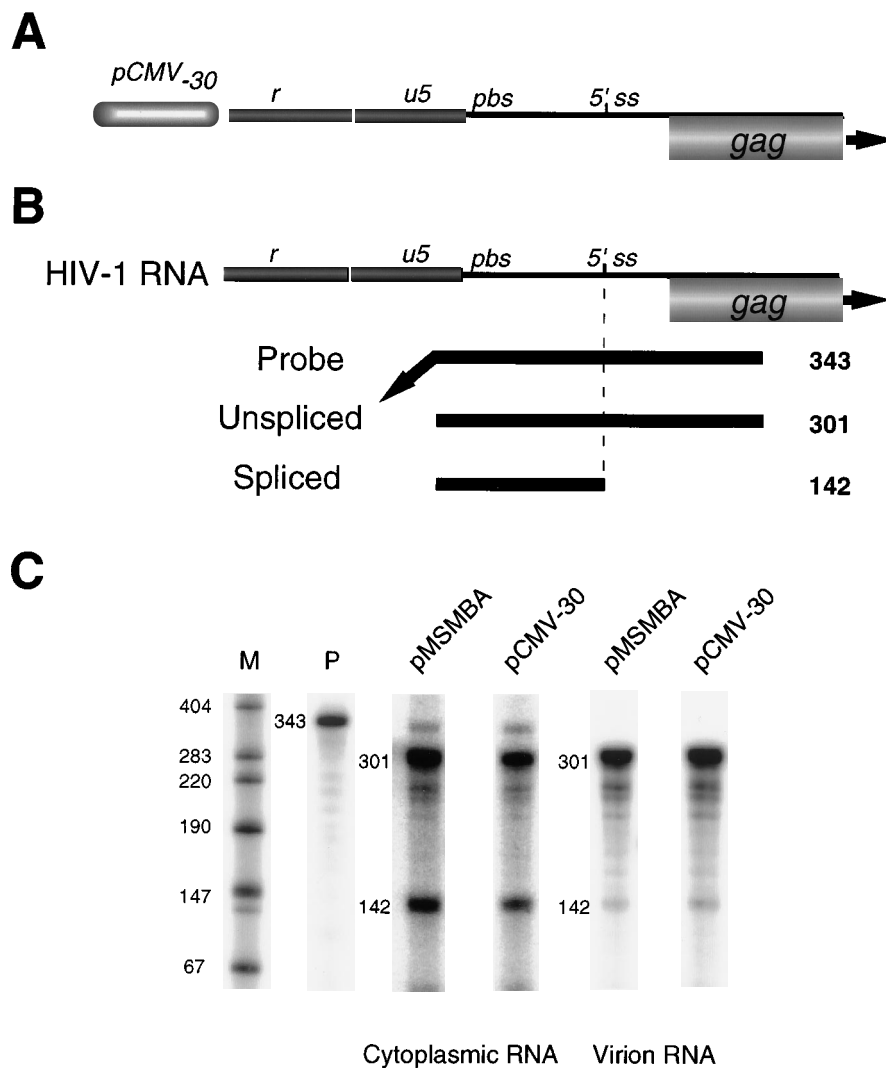 A
pCMV-30
r u5 pbs 5' ss
gag
B
r u5 pbs 5' ss
HIV-1 RNA
gag
Probe 343
Unspliced 301
Spliced 142
C
M P pMSMBA pCMV-30 pMSMBA pCMV-30
404
343
283
301 301
220
190
147
142 142
67
Cytoplasmic RNA Virion RNA